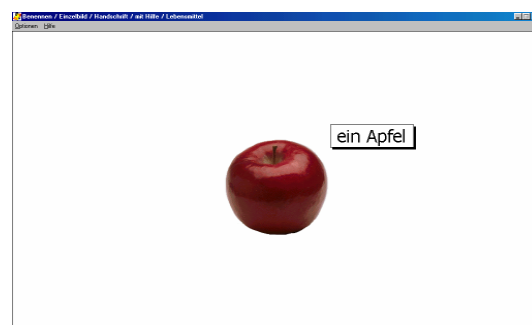 Benennen / Einzelbild / Handschrift / mit Hilfe / Lebensmittel
Optionen Hilfe
ein Apfel